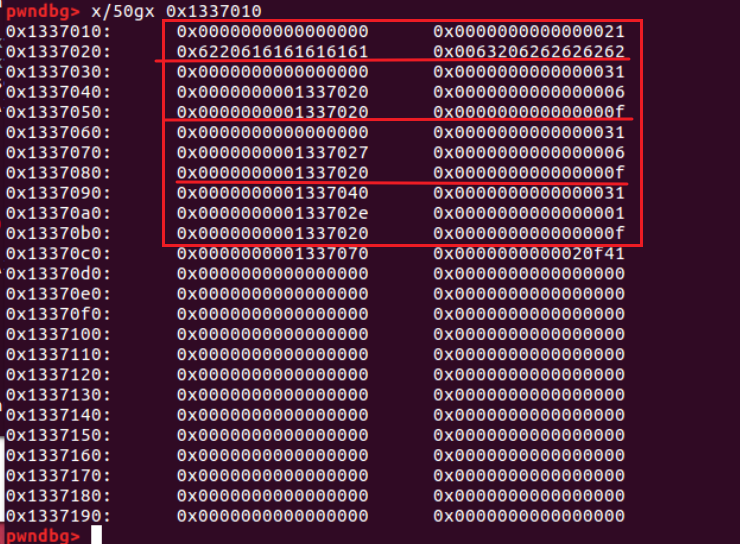 pwndbg> x/50gx 0x1337010
0x1337010: 0x0000000000000000 0x0000000000000021
0x1337020: 0x6220616161616161 0x0063206262626262
0x1337030: 0x0000000000000000 0x0000000000000031
0x1337040: 0x0000000001337020 0x0000000000000006
0x1337050: 0x0000000001337020 0x000000000000000f
0x1337060: 0x0000000000000000 0x0000000000000031
0x1337070: 0x0000000001337027 0x0000000000000006
0x1337080: 0x0000000001337020 0x000000000000000f
0x1337090: 0x0000000001337040 0x0000000000000031
0x13370a0: 0x000000000133702e 0x0000000000000001
0x13370b0: 0x0000000001337020 0x000000000000000f
0x13370c0: 0x0000000001337070 0x0000000000020f41
0x13370d0: 0x0000000000000000 0x0000000000000000
0x13370e0: 0x0000000000000000 0x0000000000000000
0x13370f0: 0x0000000000000000 0x0000000000000000
0x1337100: 0x0000000000000000 0x0000000000000000
0x1337110: 0x0000000000000000 0x0000000000000000
0x1337120: 0x0000000000000000 0x0000000000000000
0x1337130: 0x0000000000000000 0x0000000000000000
0x1337140: 0x0000000000000000 0x0000000000000000
0x1337150: 0x0000000000000000 0x0000000000000000
0x1337160: 0x0000000000000000 0x0000000000000000
0x1337170: 0x0000000000000000 0x0000000000000000
0x1337180: 0x0000000000000000 0x0000000000000000
0x1337190: 0x0000000000000000 0x0000000000000000
pwndbg>